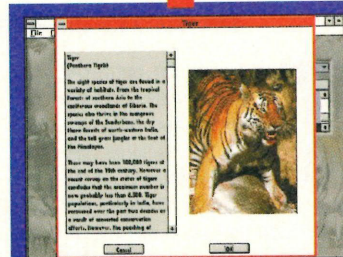 Tiger
File
Tiger
(Panthera Tigris)
The eight species of tiger are found in a
variety of habitats. From the tropical
forests of southern Asia to the
coniferous woodlands of Siberia. The
species also thrives in the mangrove
swamps of the Sundarbans, the dry
thorn forests of north-western India,
and the tall grass jungles at the foot of
the Himalayas.
There may have been 100,000 tigers at
the end of the 19th century. However a
recent survey on the status of tigers
concludes that the maximum number is
now probably less than 6,500. Tiger
populations, particularly in India, have
increased over the past two decades as
a result of concerted conservation
efforts. However, the poaching of
Cancel
OK